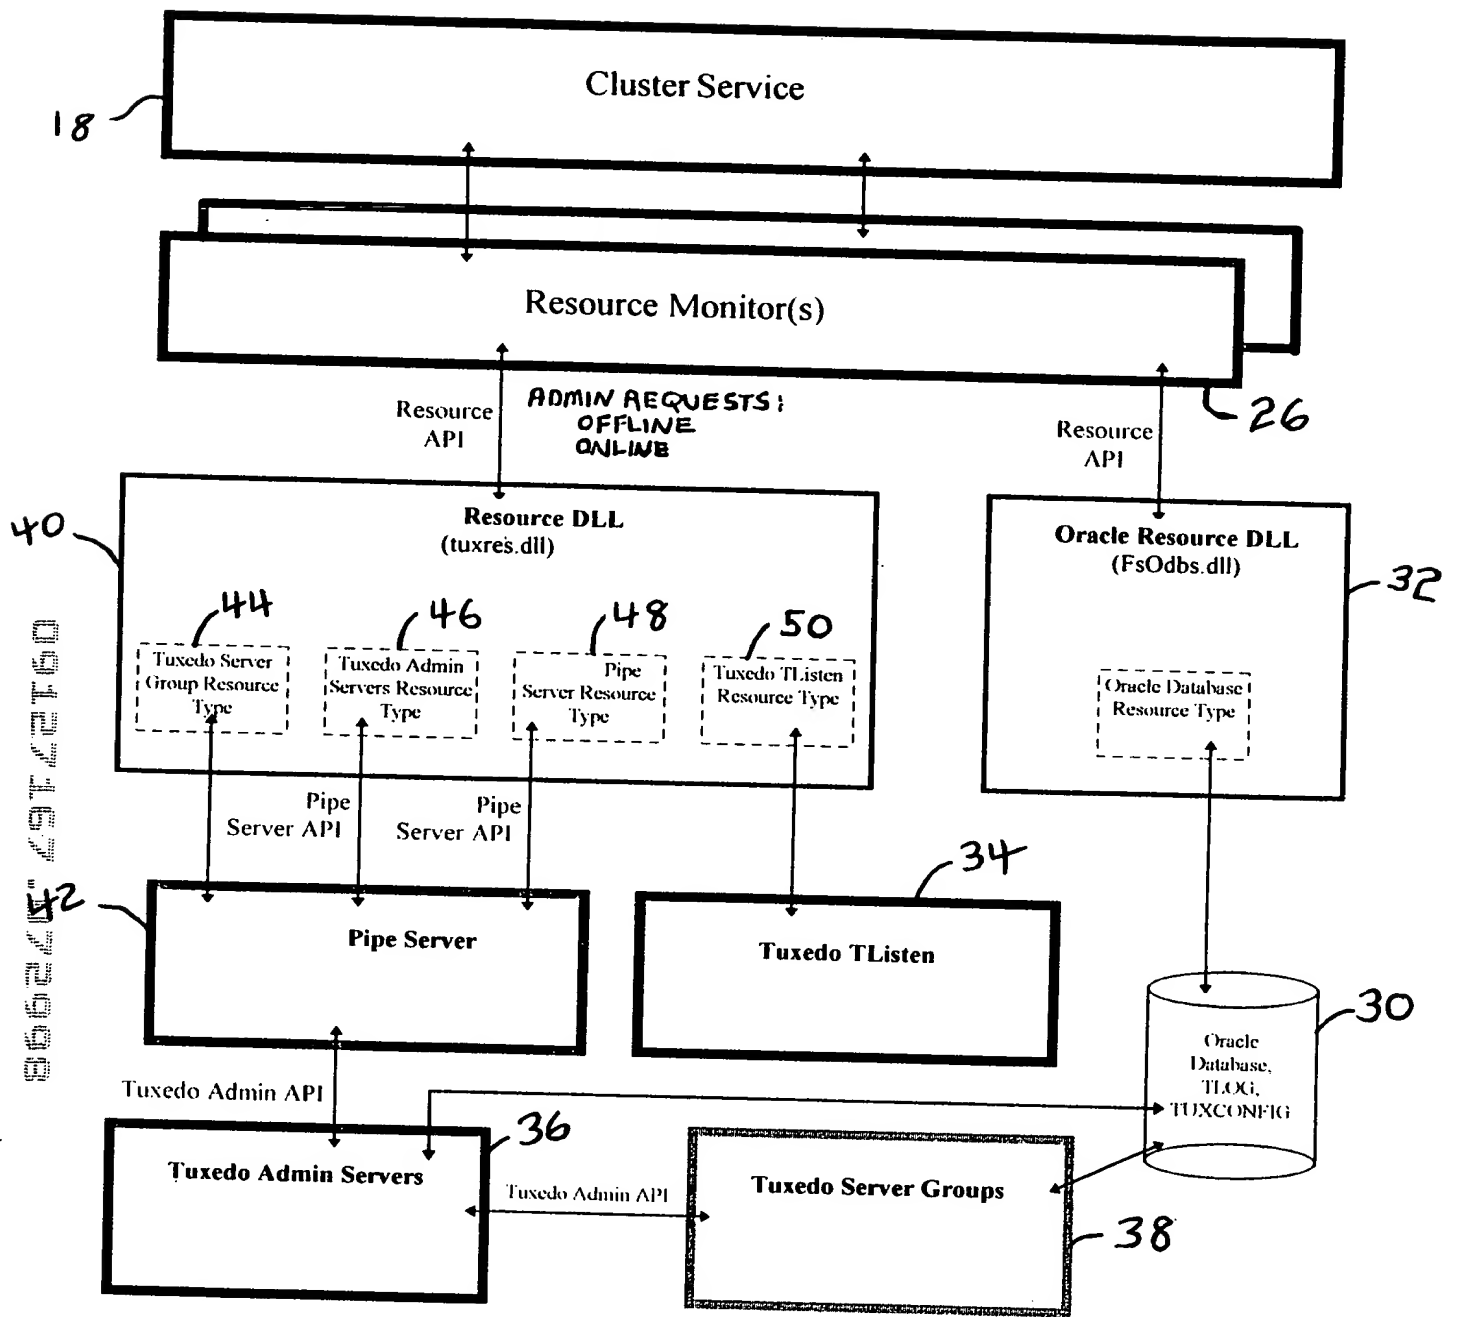 Cluster Service
18
Resource Monitor(s)
26
Resource
API
ADMIN REQUESTS:
OFFLINE
ONLINE
Resource
API
40
Resource DLL
(tuxres.dll)
Oracle Resource DLL
(FsOdbs.dll)
32
44
46
48
50
Tuxedo Server
Group Resource
Type
Tuxedo Admin
Servers Resource
Type
Pipe
Server Resource
Type
Tuxedo TListen
Resource Type
Oracle Database
Resource Type
Pipe
Server API
Pipe
Server API
42
Pipe Server
34
Tuxedo TListen
30
Oracle
Database,
TLOG,
TUXCONFIG
Tuxedo Admin API
36
Tuxedo Admin Servers
Tuxedo Admin API
Tuxedo Server Groups
38